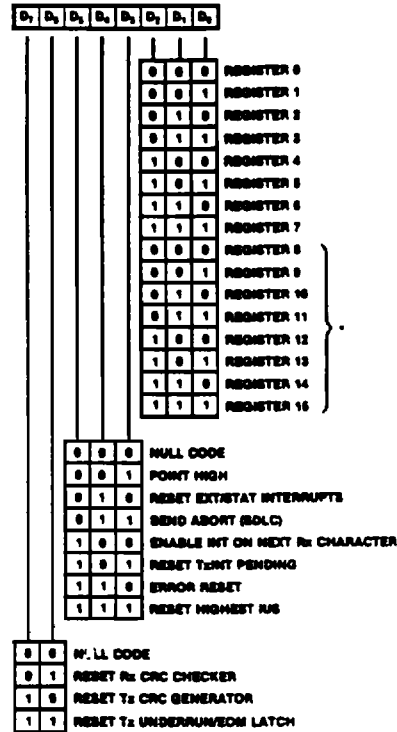 D7 D6 D5 D4 D3 D2 D1 D0
0 0 0 REGISTER 0
0 0 1 REGISTER 1
0 1 0 REGISTER 2
0 1 1 REGISTER 3
1 0 0 REGISTER 4
1 0 1 REGISTER 5
1 1 0 REGISTER 6
1 1 1 REGISTER 7
0 0 0 REGISTER 8
0 0 1 REGISTER 9
0 1 0 REGISTER 10
0 1 1 REGISTER 11
1 0 0 REGISTER 12
1 0 1 REGISTER 13
1 1 0 REGISTER 14
1 1 1 REGISTER 15
0 0 0 NULL CODE
0 0 1 POINT HIGH
0 1 0 RESET EXT/STAT INTERRUPTS
0 1 1 SEND ABORT (SDLC)
1 0 0 ENABLE INT ON NEXT Rx CHARACTER
1 0 1 RESET TxINT PENDING
1 1 0 ERROR RESET
1 1 1 RESET HIGHEST IUS
0 0 NULL CODE
0 1 RESET Rx CRC CHECKER
1 0 RESET Tx CRC GENERATOR
1 1 RESET Tx UNDERRUN/EOM LATCH